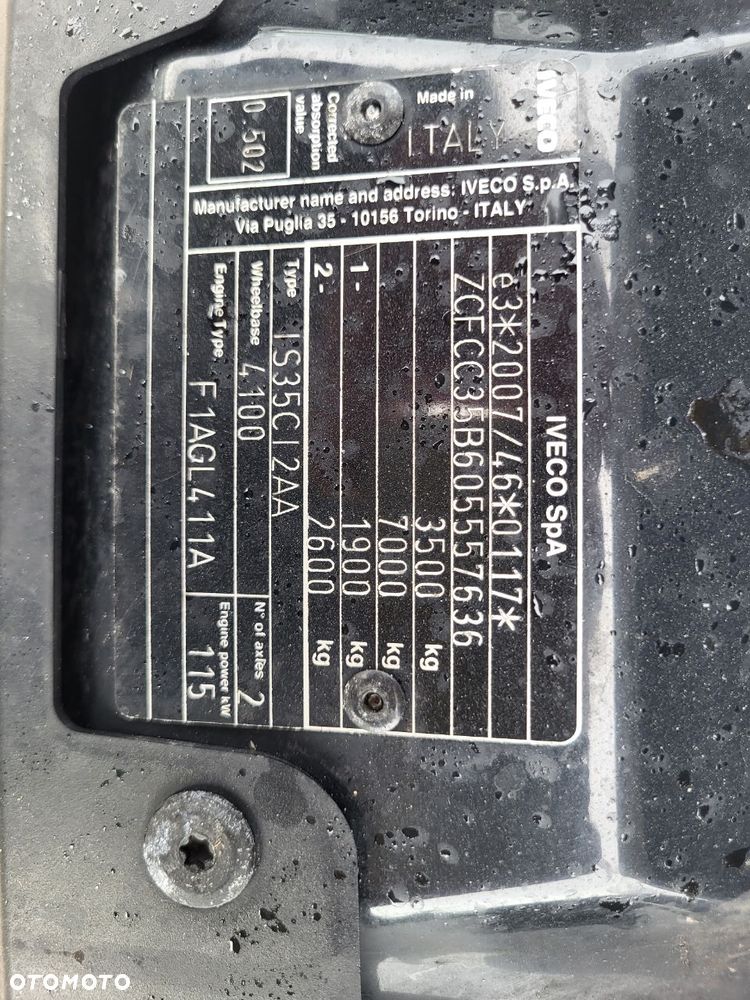 IVECO
Made in
ITALY
Corrected
absorption
value
0.502
Manufacturer name and address: IVECO S.p.A.
Via Puglia 35 - 10156 Torino - ITALY
IVECO SpA
e3*2007/46*0117*
ZCFCC35B605557636
3500 kg
7000 kg
1- 1900 kg
2- 2600 kg
Type IS35CI2AA
Wheelbase 4100 N° of axles 2
Engine Type F1AGL411A Engine power kW 115
OTOMOTO